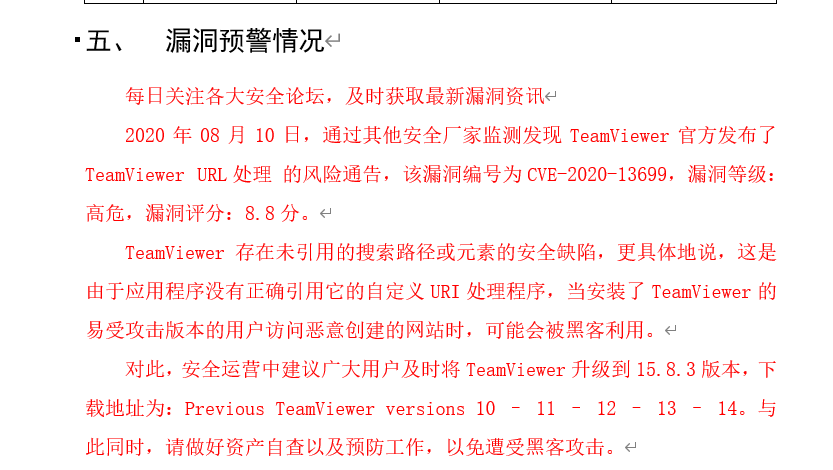 五、 漏洞预警情况
每日关注各大安全论坛，及时获取最新漏洞资讯
2020 年 08 月 10 日，通过其他安全厂家监测发现 TeamViewer 官方发布了
TeamViewer URL 处理 的风险通告，该漏洞编号为 CVE-2020-13699，漏洞等级：
高危，漏洞评分：8.8 分。
TeamViewer 存在未引用的搜索路径或元素的安全缺陷，更具体地说，这是
由于应用程序没有正确引用它的自定义 URI 处理程序，当安装了 TeamViewer 的
易受攻击版本的用户访问恶意创建的网站时，可能会被黑客利用。
对此，安全运营中建议广大用户及时将 TeamViewer 升级到 15.8.3 版本，下
载地址为：Previous TeamViewer versions 10 – 11 – 12 – 13 – 14。与
此同时，请做好资产自查以及预防工作，以免遭受黑客攻击。